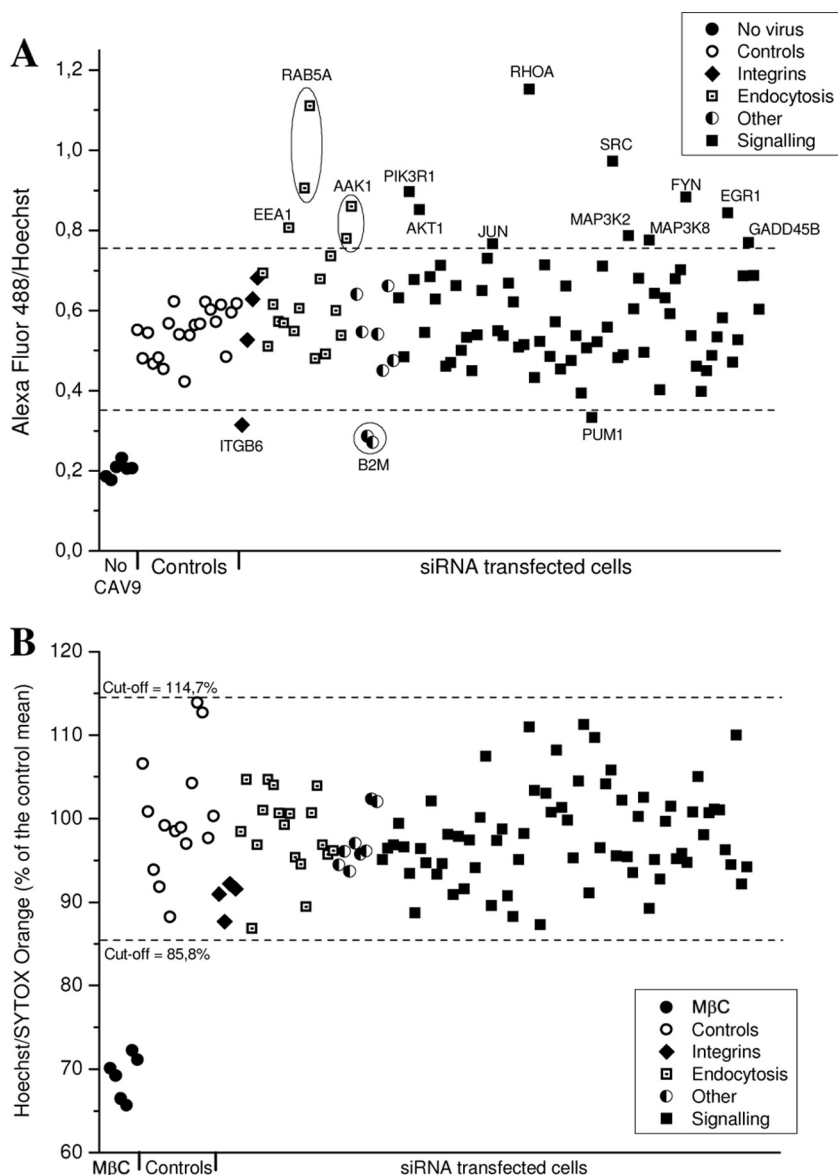 A
No virus
Controls
Integrins
Endocytosis
Other
Signalling
Alexa Fluor 488/Hoechst
1,2
1,0
0,8
0,6
0,4
0,2
0,0
RAB5A
RHOA
SRC
AAK1
PIK3R1
FYN
EGR1
EEA1
AKT1
JUN
MAP3K2
MAP3K8
GADD45B
ITGB6
B2M
PUM1
No
CAV9
Controls
siRNA transfected cells
B
Hoechst/SYTOX Orange (% of the control mean)
120
110
100
90
80
70
60
Cut-off = 114,7%
Cut-off = 85,8%
MβC
Controls
Integrins
Endocytosis
Other
Signalling
MβC
Controls
siRNA transfected cells